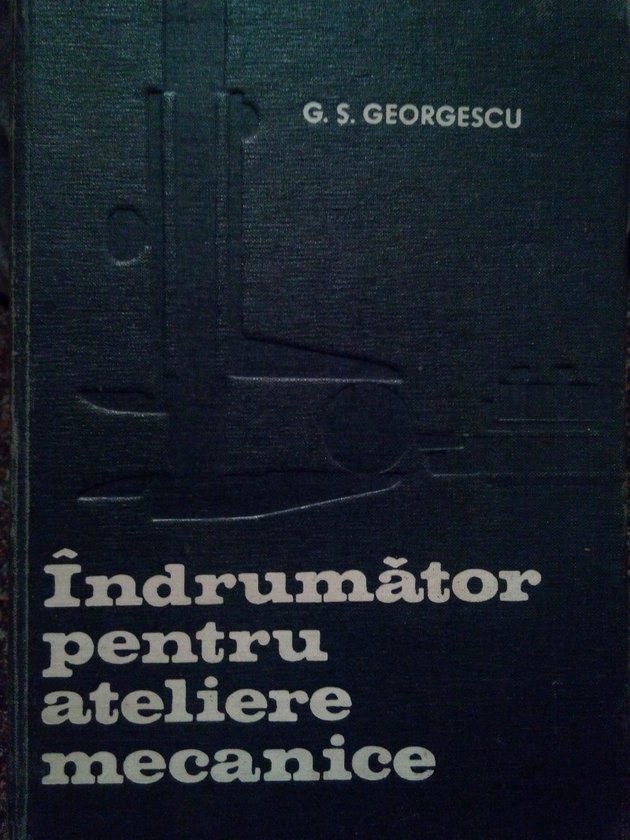 G. Ș. GEORGESCU
Îndrumător
pentru
ateliere
mecanice